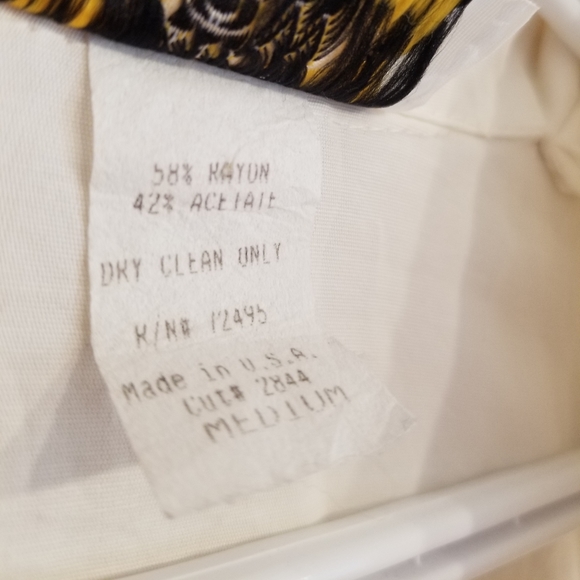 58% RAYON
42% ACETATE
DRY CLEAN ONLY
R/N# 12495
Made in U.S.A.
Cut# 2844
MEDIUM